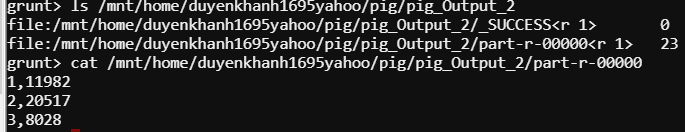 grunt> ls /mnt/home/duyenkhanh1695yahoo/pig/pig_Output_2
file:/mnt/home/duyenkhanh1695yahoo/pig/pig_Output_2/_SUCCESS<r 1>	0
file:/mnt/home/duyenkhanh1695yahoo/pig/pig_Output_2/part-r-00000<r 1>	23
grunt> cat /mnt/home/duyenkhanh1695yahoo/pig/pig_Output_2/part-r-00000
1,11982
2,20517
3,8028